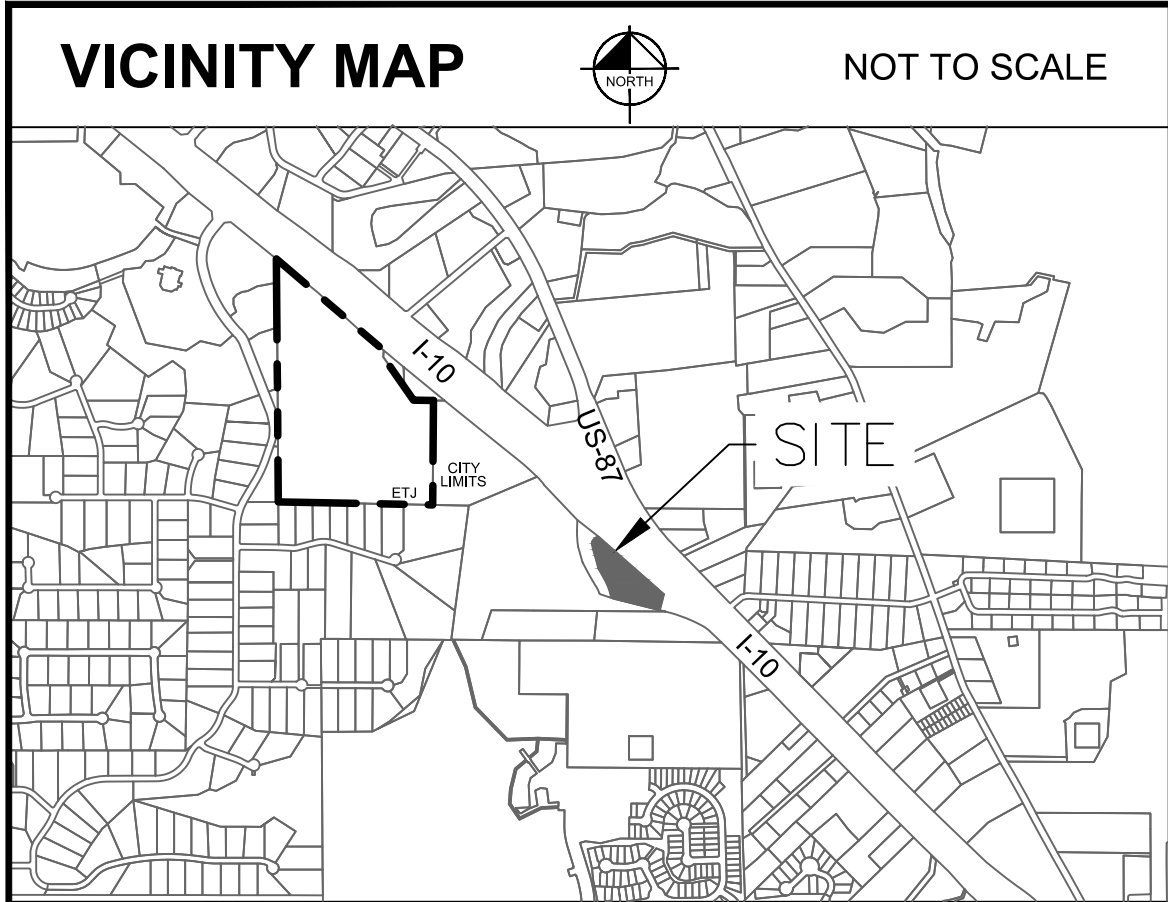 VICINITY MAP
NORTH
NOT TO SCALE
I-10
US-87
SITE
CITY
LIMITS
ETJ
I-10